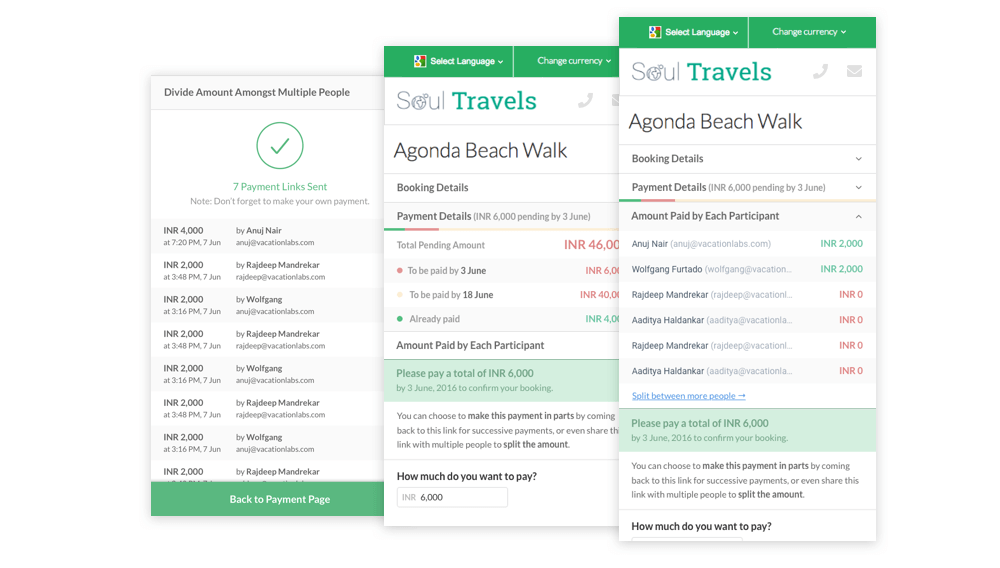 Divide Amount Amongst Multiple People
7 Payment Links Sent
Note: Don't forget to make your own payment.
INR 4,000 by Anuj Nair
at 7:20 PM, 7 Jun anuj@vacationlabs.com
INR 2,000 by Rajdeep Mandrekar
at 3:48 PM, 7 Jun rajdeep@vacationlabs.com
INR 2,000 by Wolfgang
at 3:16 PM, 7 Jun anuj@vacationlabs.com
INR 2,000 by Rajdeep Mandrekar
at 3:48 PM, 7 Jun rajdeep@vacationlabs.com
INR 2,000 by Wolfgang
at 3:16 PM, 7 Jun anuj@vacationlabs.com
INR 2,000 by Rajdeep Mandrekar
at 3:48 PM, 7 Jun rajdeep@vacationlabs.com
INR 2,000 by Wolfgang
at 3:16 PM, 7 Jun anuj@vacationlabs.com
INR 2,000 by Rajdeep Mandrekar
Back to Payment Page
Select Language Change currency
Soul Travels
Agonda Beach Walk
Booking Details
Payment Details (INR 6,000 pending by 3 June)
Total Pending Amount INR 46,00
To be paid by 3 June INR 6,00
To be paid by 18 June INR 40,00
Already paid INR 4,00
Amount Paid by Each Participant
Please pay a total of INR 6,000
by 3 June, 2016 to confirm your booking.
You can choose to make this payment in parts by coming
back to this link for successive payments, or even share thi
link with multiple people to split the amount.
How much do you want to pay?
INR 6,000
Select Language Change currency
Soul Travels
Agonda Beach Walk
Booking Details
Payment Details (INR 6,000 pending by 3 June)
Amount Paid by Each Participant
Anuj Nair (anuj@vacationlabs.com) INR 2,000
Wolfgang Furtado (wolfgang@vacation... INR 2,000
Rajdeep Mandrekar (rajdeep@vacationl... INR 0
Aaditya Haldankar (aaditya@vacationla... INR 0
Rajdeep Mandrekar (rajdeep@vacationl... INR 0
Aaditya Haldankar (aaditya@vacationla... INR 0
Split between more people →
Please pay a total of INR 6,000
by 3 June, 2016 to confirm your booking.
You can choose to make this payment in parts by coming
back to this link for successive payments, or even share this
link with multiple people to split the amount.
How much do you want to pay?